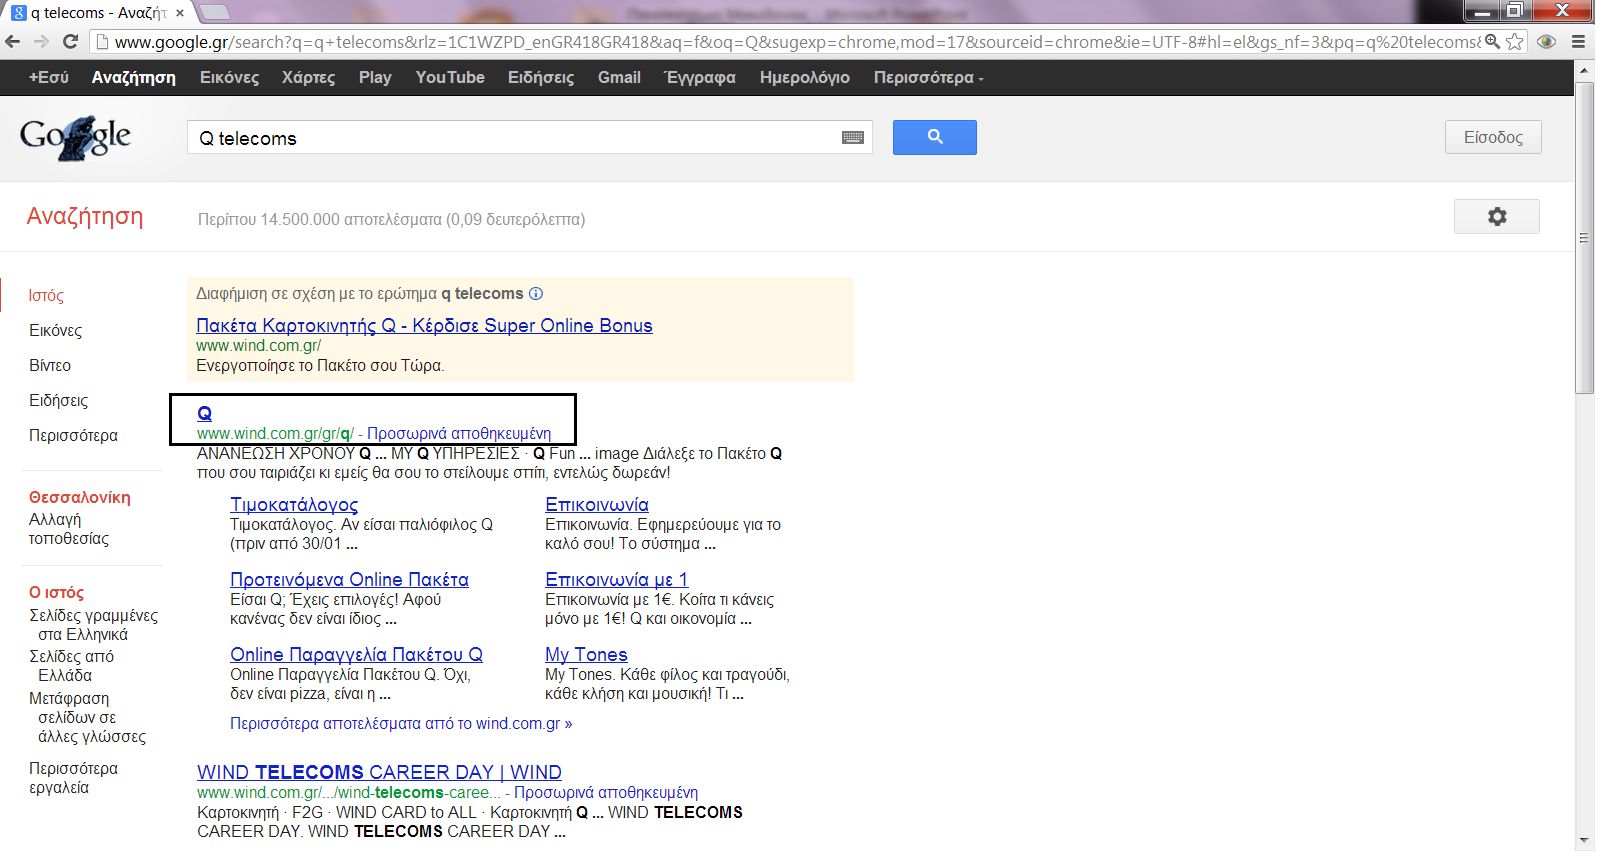 q telecoms - Αναζήτ
www.google.gr/search?q=q+telecoms&rlz=1C1WZPD_enGR418GR418&aq=f&oq=Q&sugexp=chrome,mod=17&sourceid=chrome&ie=UTF-8#hl=el&gs_nf=3&pq=q%20telecoms&
+Εσύ Αναζήτηση Εικόνες Χάρτες Play YouTube Ειδήσεις Gmail Έγγραφα Ημερολόγιο Περισσότερα
Google
Q telecoms
Είσοδος
Αναζήτηση
Περίπου 14.500.000 αποτελέσματα (0,09 δευτερόλεπτα)
Ιστός
Εικόνες
Βίντεο
Ειδήσεις
Περισσότερα
Θεσσαλονίκη
Αλλαγή
τοποθεσίας
Ο ιστός
Σελίδες γραμμένες
στα Ελληνικά
Σελίδες από
Ελλάδα
Μετάφραση
σελίδων σε
άλλες γλώσσες
Περισσότερα
εργαλεία
Διαφήμιση σε σχέση με το ερώτημα q telecoms
Πακέτα Καρτοκινητής Q - Κέρδισε Super Online Bonus
www.wind.com.gr/
Ενεργοποίησε το Πακέτο σου Τώρα.
Q
www.wind.com.gr/gr/q/ - Προσωρινά αποθηκευμένη
ΑΝΑΝΕΩΣΗ ΧΡΟΝΟΥ Q ... MY Q ΥΠΗΡΕΣΙΕΣ · Q Fun ... image Διάλεξε το Πακέτο Q
που σου ταιριάζει κι εμείς θα σου το στείλουμε σπίτι, εντελώς δωρεάν!
Τιμοκατάλογος
Τιμοκατάλογος. Αν είσαι παλιόφιλος Q
(πριν από 30/01 ...
Επικοινωνία
Επικοινωνία. Εφημερεύουμε για το
καλό σου! Το σύστημα ...
Προτεινόμενα Online Πακέτα
Είσαι Q; Έχεις επιλογές! Αφού
κανένας δεν είναι ίδιος ...
Επικοινωνία με 1
Επικοινωνία με 1€. Κοίτα τι κάνεις
μόνο με 1€! Q και οικονομία ...
Online Παραγγελία Πακέτου Q
Online Παραγγελία Πακέτου Q. Όχι,
δεν είναι pizza, είναι η ...
My Tones
My Tones. Κάθε φίλος και τραγούδι,
κάθε κλήση και μουσική! Τι ...
Περισσότερα αποτελέσματα από το wind.com.gr »
WIND TELECOMS CAREER DAY | WIND
www.wind.com.gr/.../wind-telecoms-caree... - Προσωρινά αποθηκευμένη
Καρτοκινητή · F2G · WIND CARD to ALL · Καρτοκινητή Q ... WIND TELECOMS
CAREER DAY. WIND TELECOMS CAREER DAY ...